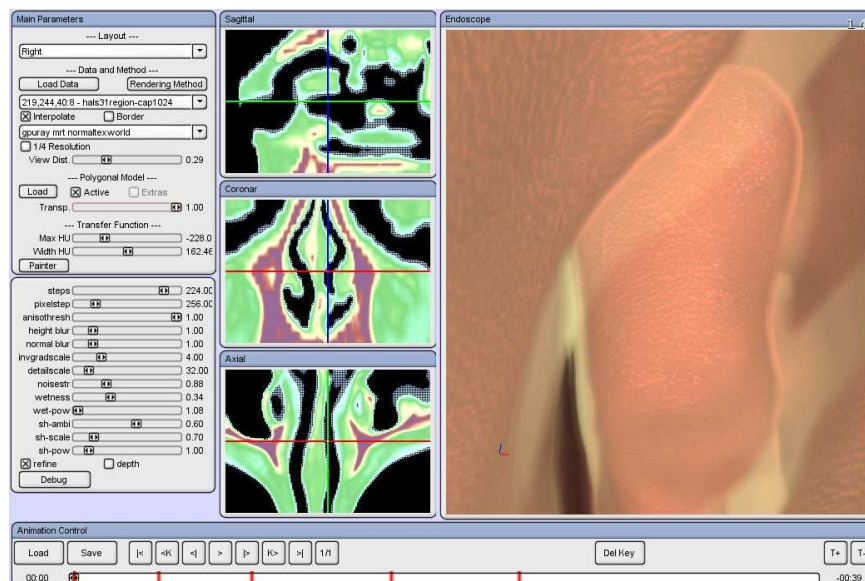 Main Parameters
--- Layout ---
Right
--- Data and Method ---
Load Data Rendering Method
219,244,40:8 - hals31region-cap1024
Interpolate Border
gpuray mrt normaltexworld
1/4 Resolution
View Dist. 0.29
--- Polygonal Model ---
Load Active Extras
Transp. 1.00
--- Transfer Function ---
Max HU -228.0
Width HU 162.46
Painter
steps 224.00
pixelstep 256.00
anisothresh 1.00
height blur 1.00
normal blur 1.00
invgradscale 4.00
detailscale 32.00
noisestr 0.88
wetness 0.34
wet-pow 1.08
sh-ambi 0.60
sh-scale 0.70
sh-pow 1.00
refine depth
Debug
Sagittal
Coronar
Axial
Endoscope
Animation Control
Load Save |< <K <| > |> K> >| 1/1 Del Key T+ T-
00:00 -00:39